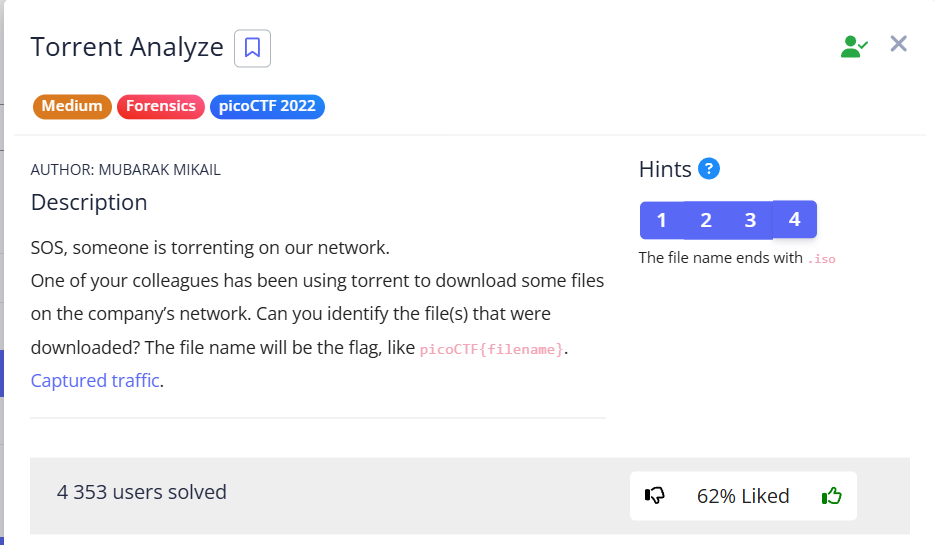 Torrent Analyze
Medium Forensics picoCTF 2022
AUTHOR: MUBARAK MIKAIL
Description
SOS, someone is torrenting on our network.
One of your colleagues has been using torrent to download some files
on the company’s network. Can you identify the file(s) that were
downloaded? The file name will be the flag, like picoCTF{filename}.
Captured traffic.
Hints ?
1 2 3 4
The file name ends with .iso
4 353 users solved
62% Liked